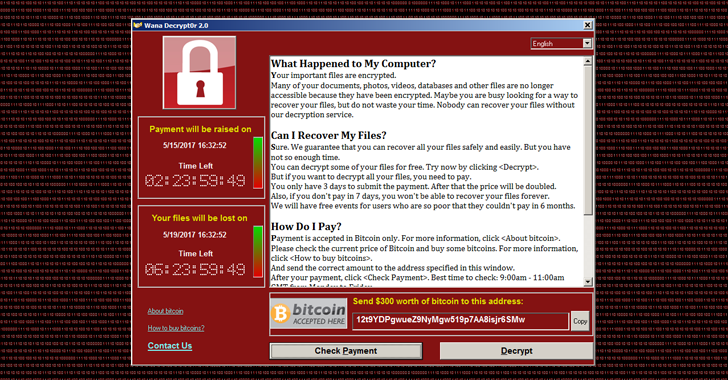 Wana Decrypt0r 2.0
English
What Happened to My Computer?
Your important files are encrypted.
Many of your documents, photos, videos, databases and other files are no longer
accessible because they have been encrypted. Maybe you are busy looking for a way to
recover your files, but do not waste your time. Nobody can recover your files without
our decryption service.
Can I Recover My Files?
Sure. We guarantee that you can recover all your files safely and easily. But you have
not so enough time.
You can decrypt some of your files for free. Try now by clicking <Decrypt>.
But if you want to decrypt all your files, you need to pay.
You only have 3 days to submit the payment. After that the price will be doubled.
Also, if you don't pay in 7 days, you won't be able to recover your files forever.
We will have free events for users who are so poor that they couldn't pay in 6 months.
How Do I Pay?
Payment is accepted in Bitcoin only. For more information, click <About bitcoin>.
Please check the current price of Bitcoin and buy some bitcoins. For more information,
click <How to buy bitcoins>.
And send the correct amount to the address specified in this window.
After your payment, click <Check Payment>. Best time to check: 9:00am - 11:00am
GMT from Monday to Friday.
Payment will be raised on
5/15/2017 16:32:52
Time Left
02:23:59:49
Your files will be lost on
5/19/2017 16:32:52
Time Left
06:23:59:49
About bitcoin
How to buy bitcoins?
Contact Us
bitcoin
ACCEPTED HERE
Send $300 worth of bitcoin to this address:
12t9YDPgwueZ9NyMgw519p7AA8isjr6SMw
Copy
Check Payment
Decrypt